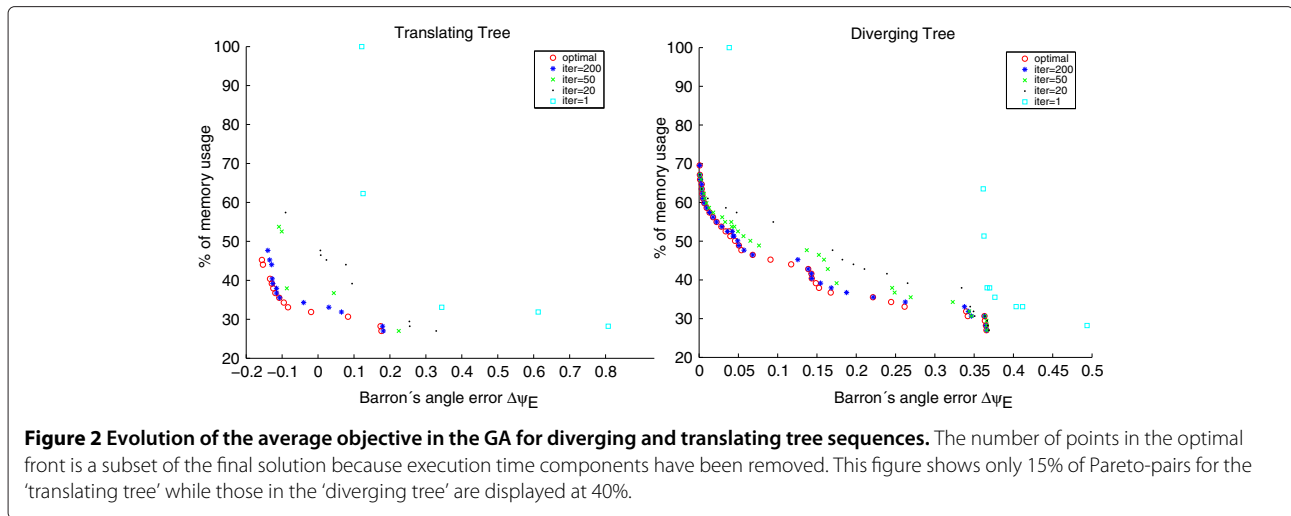 Translating Tree
% of memory usage
100
90
80
70
60
50
40
30
20
−0.2 −0.1 0 0.1 0.2 0.3 0.4 0.5 0.6 0.7 0.8
Barron´s angle error ΔψE
optimal
iter=200
iter=50
iter=20
iter=1
Diverging Tree
% of memory usage
100
90
80
70
60
50
40
30
20
0 0.05 0.1 0.15 0.2 0.25 0.3 0.35 0.4 0.45 0.5
Barron´s angle error ΔψE
optimal
iter=200
iter=50
iter=20
iter=1
Figure 2 Evolution of the average objective in the GA for diverging and translating tree sequences. The number of points in the optimal
front is a subset of the final solution because execution time components have been removed. This figure shows only 15% of Pareto-pairs for the
‘translating tree’ while those in the ‘diverging tree’ are displayed at 40%.